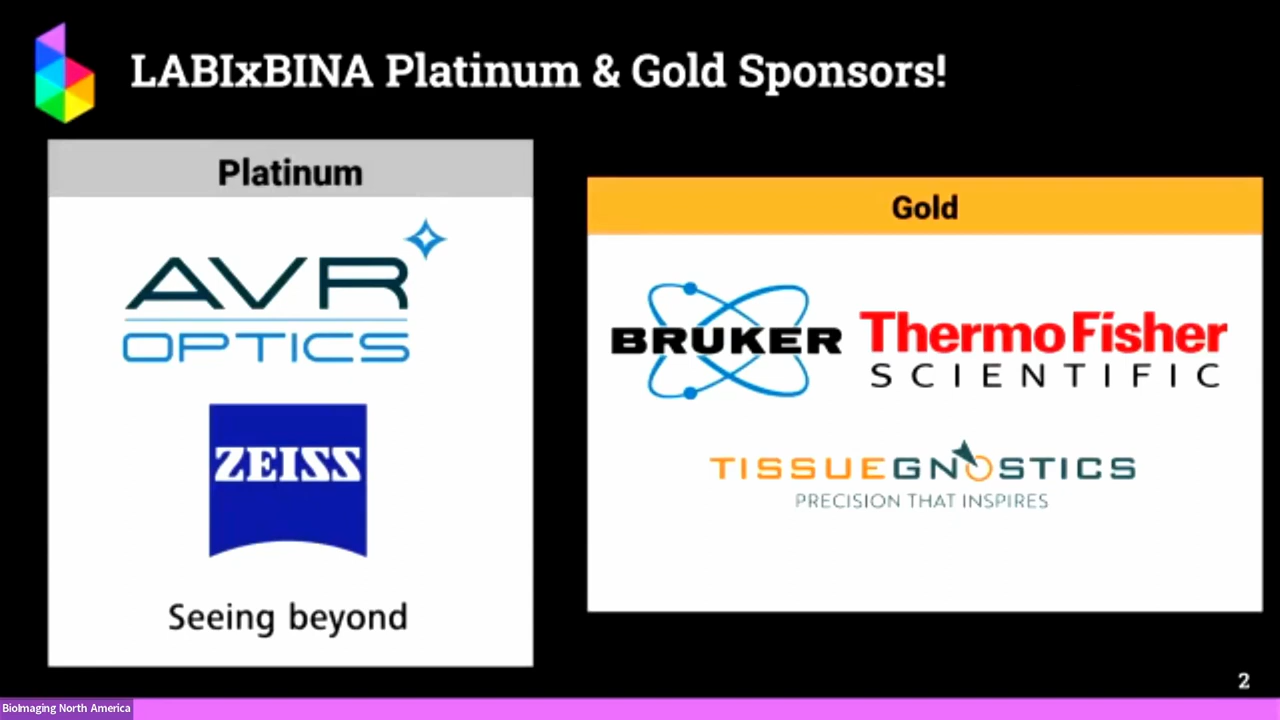 LABIxBINA Platinum & Gold Sponsors!
Platinum
AVR
OPTICS
ZEISS
Seeing beyond
Gold
BRUKER
ThermoFisher
SCIENTIFIC
TISSUEGNOSTICS
PRECISION THAT INSPIRES
2
BioImaging North America